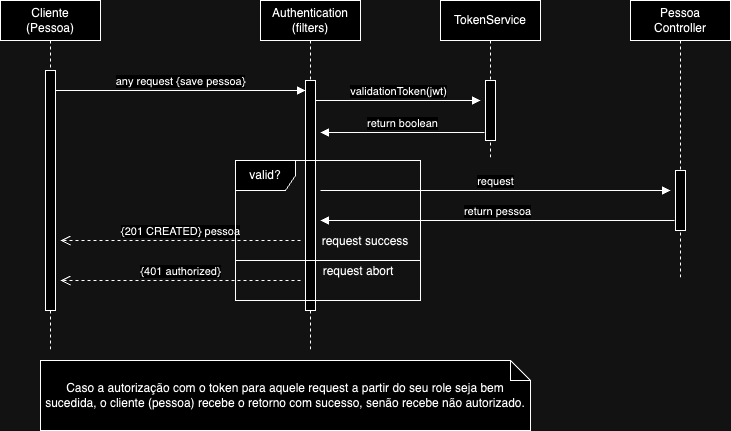 Cliente
(Pessoa)
Authentication
(filters)
TokenService
Pessoa
Controller
any request {save pessoa}
validationToken(jwt)
return boolean
valid?
request
return pessoa
{201 CREATED} pessoa
request success
{401 authorized}
request abort
Caso a autorização com o token para aquele request a partir do seu role seja bem
sucedida, o cliente (pessoa) recebe o retorno com sucesso, senão recebe não autorizado.